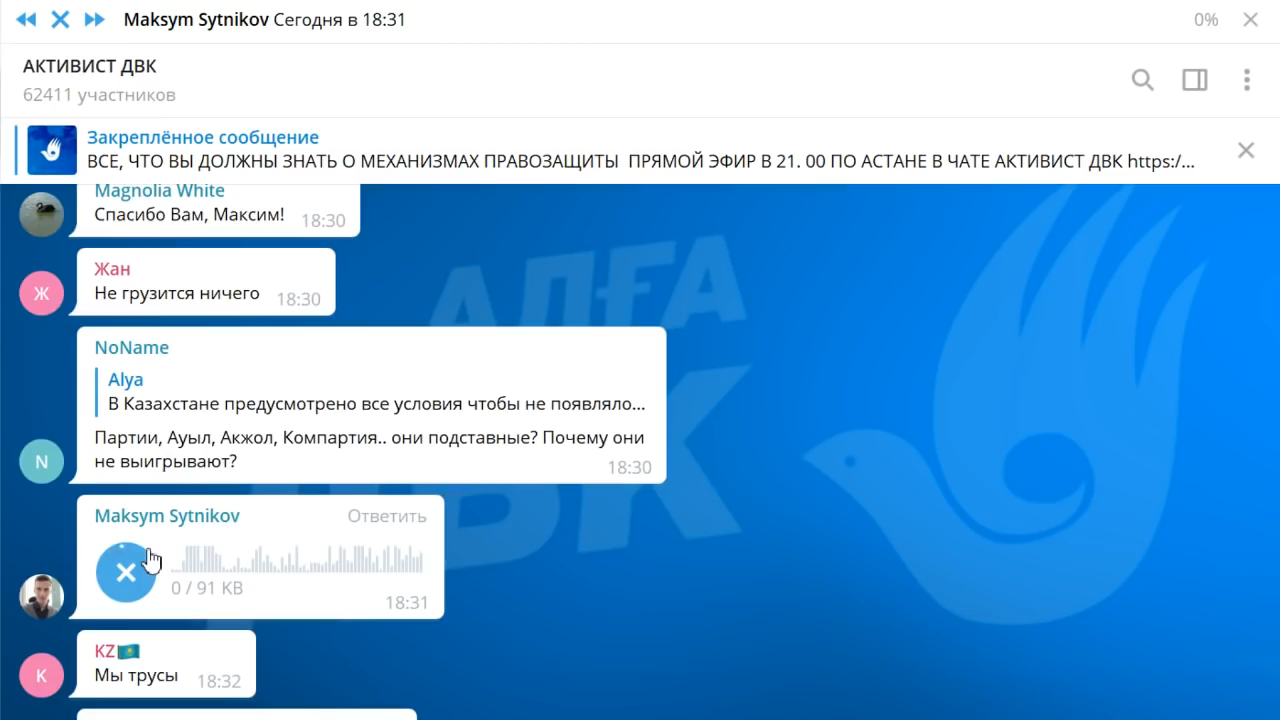 Maksym Sytnikov Сегодня в 18:31
0%
АКТИВИСТ ДВК
62411 участников
Закреплённое сообщение
ВСЕ, ЧТО ВЫ ДОЛЖНЫ ЗНАТЬ О МЕХАНИЗМАХ ПРАВОЗАЩИТЫ ПРЯМОЙ ЭФИР В 21. 00 ПО АСТАНЕ В ЧАТЕ АКТИВИСТ ДВК https:/...
Magnolia White
Спасибо Вам, Максим! 18:30
Жан
Ж
Не грузится ничего 18:30
NoName
Alya
В Казахстане предусмотрено все условия чтобы не появляло...
Партии, Ауыл, Акжол, Компартия.. они подставные? Почему они
не выигрывают?
N
18:30
Maksym Sytnikov Ответить
0 / 91 KB
18:31
KZ
K
Мы трусы 18:32
АЛҒА
ДВК